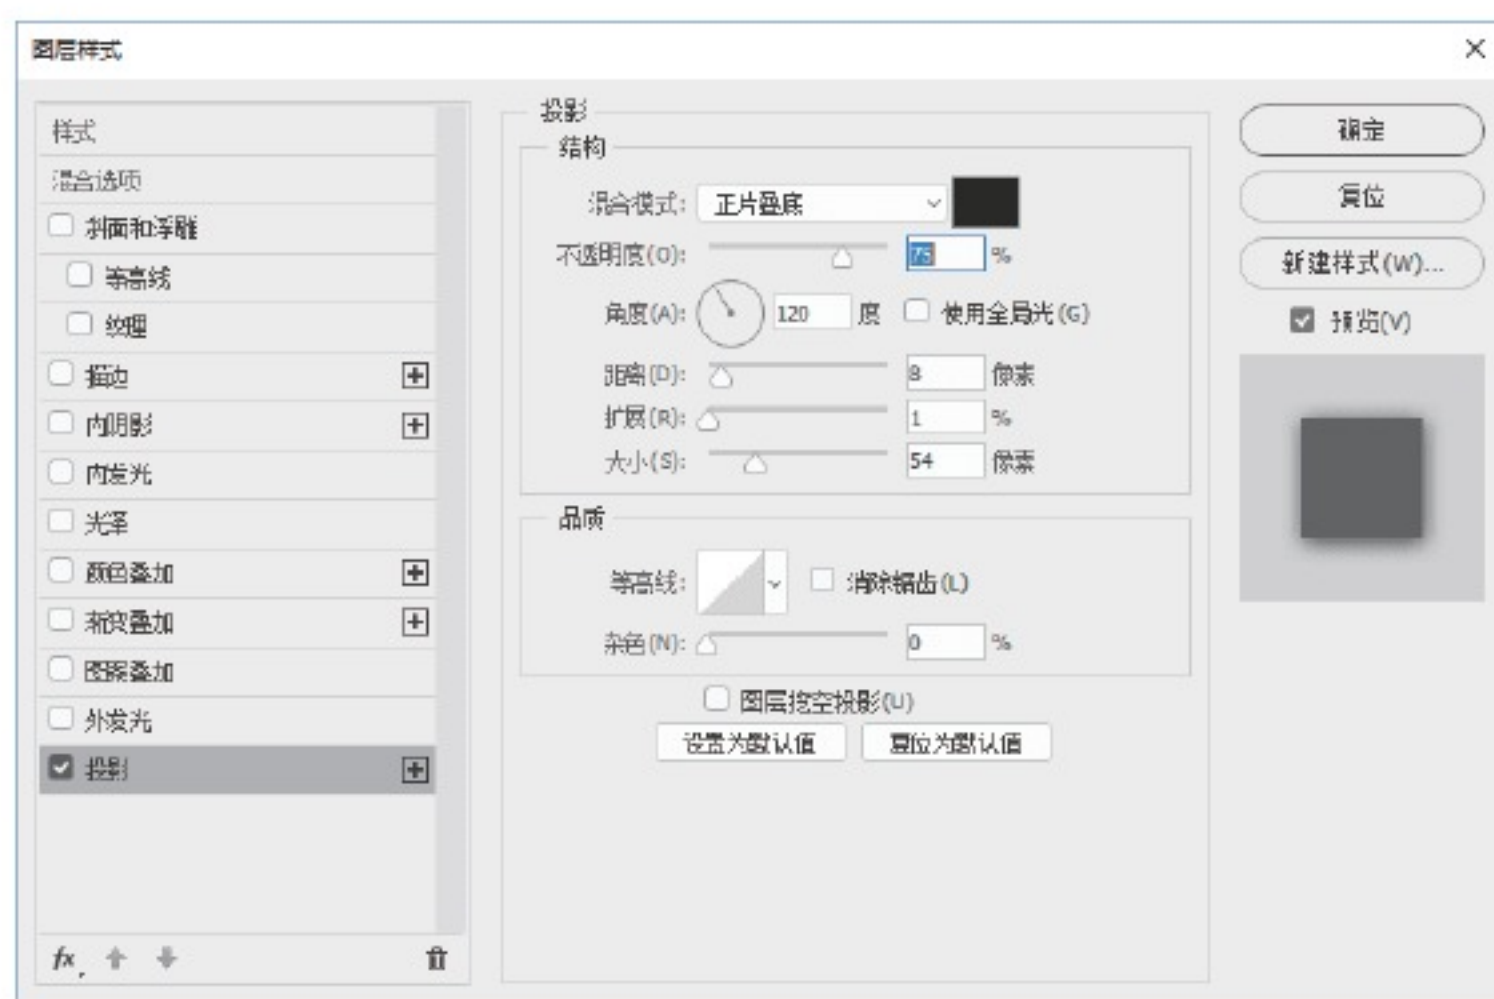 图层样式
样式
混合选项
斜面和浮雕
等高线
纹理
描边
内阴影
内发光
光泽
颜色叠加
渐变叠加
图案叠加
外发光
投影
fx
投影
结构
混合模式: 正片叠底
不透明度(O): 75 %
角度(A): 120 度 使用全局光(G)
距离(D): 8 像素
扩展(R): 1 %
大小(S): 54 像素
品质
等高线: 消除锯齿(L)
杂色(N): 0 %
图层挖空投影(U)
设置为默认值 复位为默认值
确定
复位
新建样式(W)...
预览(V)